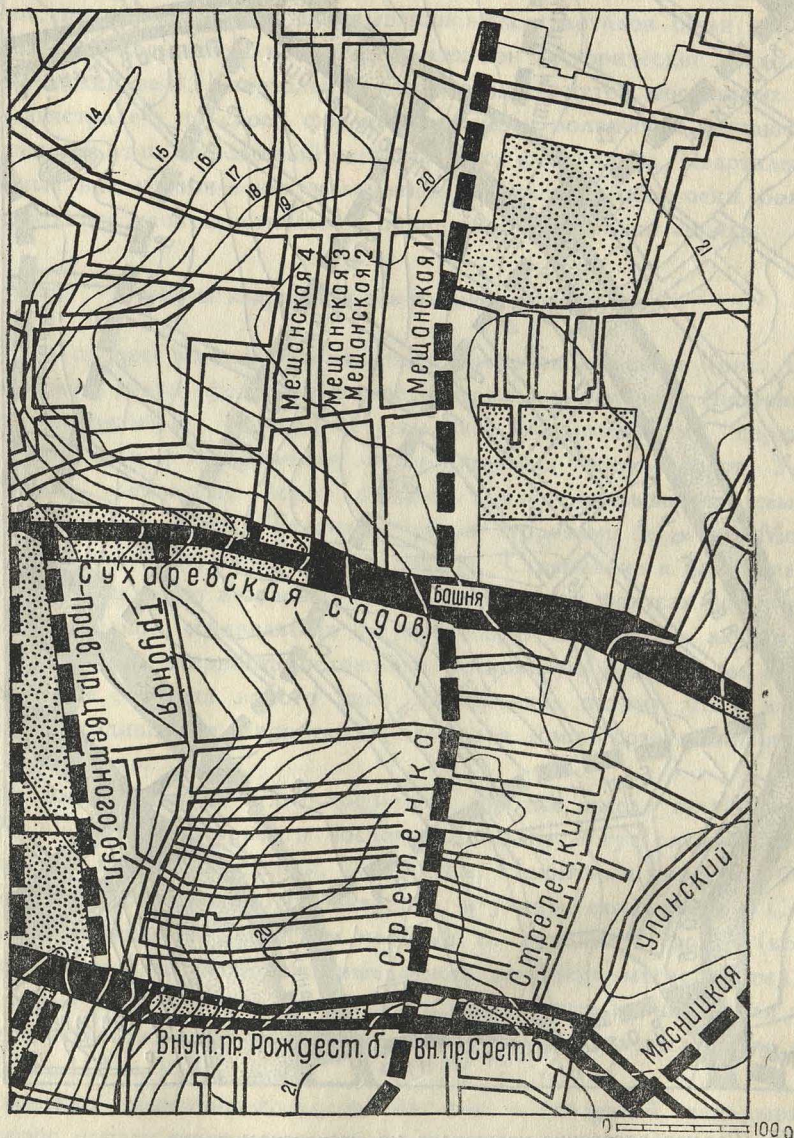 14
15
16
17
18
19
20
21
Мещанская 4
Мещанская 3
Мещанская 2
Мещанская 1
Сухаревская садов.
Башня
Прав. пр. Цветного бул
Трубная
Сретенка
Стрелецкий
Уланский
20
Мясницкая
Внут. пр. Рождест. б.
Вн. пр. Срет. б.
21
0 100